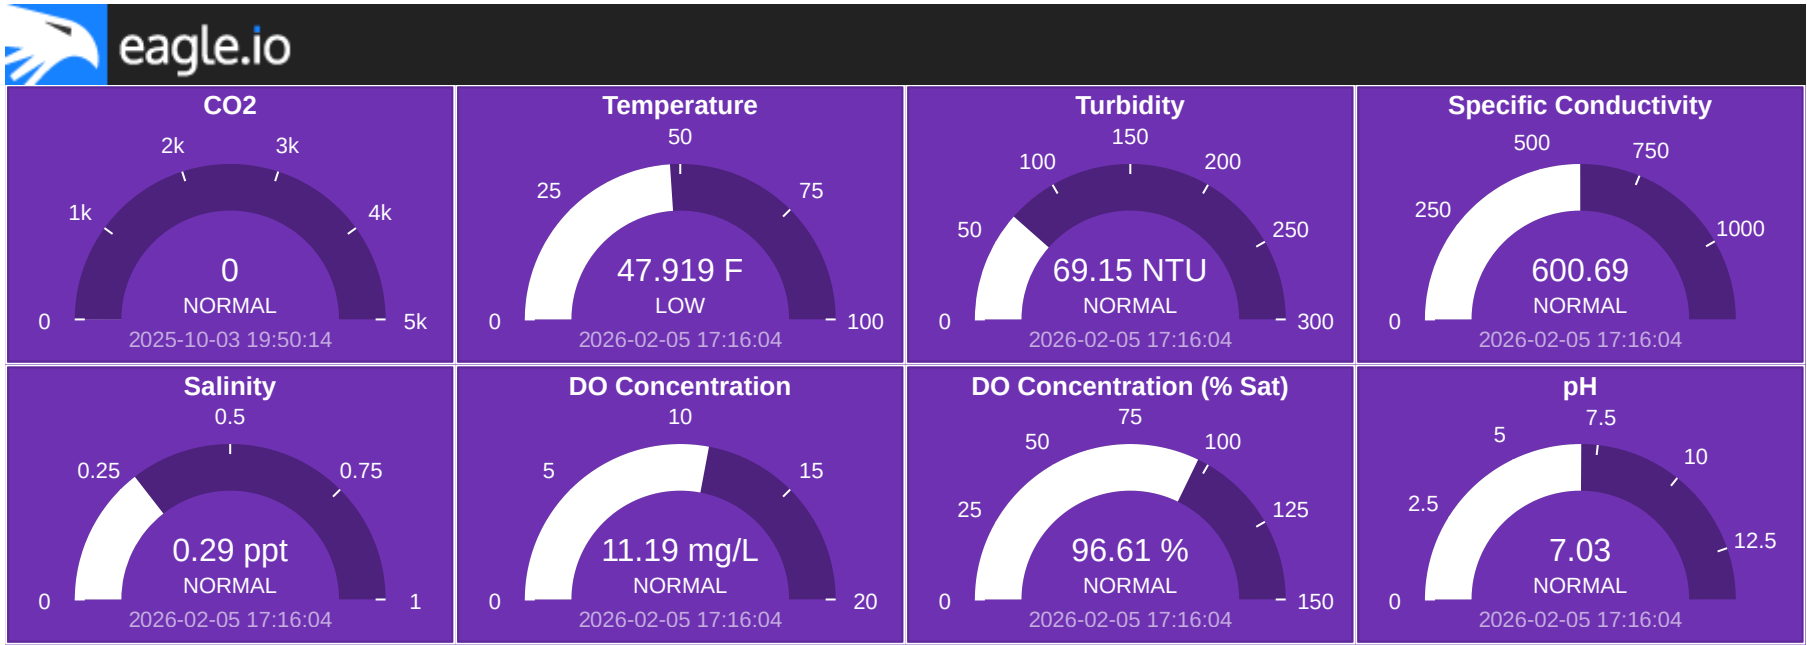 eagle.io
CO2
2k
3k
1k
4k
0
NORMAL
0
5k
2025-10-03 19:50:14
Temperature
50
25
75
47.919 F
LOW
0
100
2026-02-05 17:16:04
Turbidity
150
100
200
50
250
69.15 NTU
NORMAL
0
300
2026-02-05 17:16:04
Specific Conductivity
500
750
250
1000
600.69
NORMAL
0
2026-02-05 17:16:04
Salinity
0.5
0.25
0.75
0.29 ppt
NORMAL
0
1
2026-02-05 17:16:04
DO Concentration
10
5
15
11.19 mg/L
NORMAL
0
20
2026-02-05 17:16:04
DO Concentration (% Sat)
75
50
100
25
125
96.61 %
NORMAL
0
150
2026-02-05 17:16:04
pH
7.5
5
10
2.5
12.5
7.03
NORMAL
0
2026-02-05 17:16:04